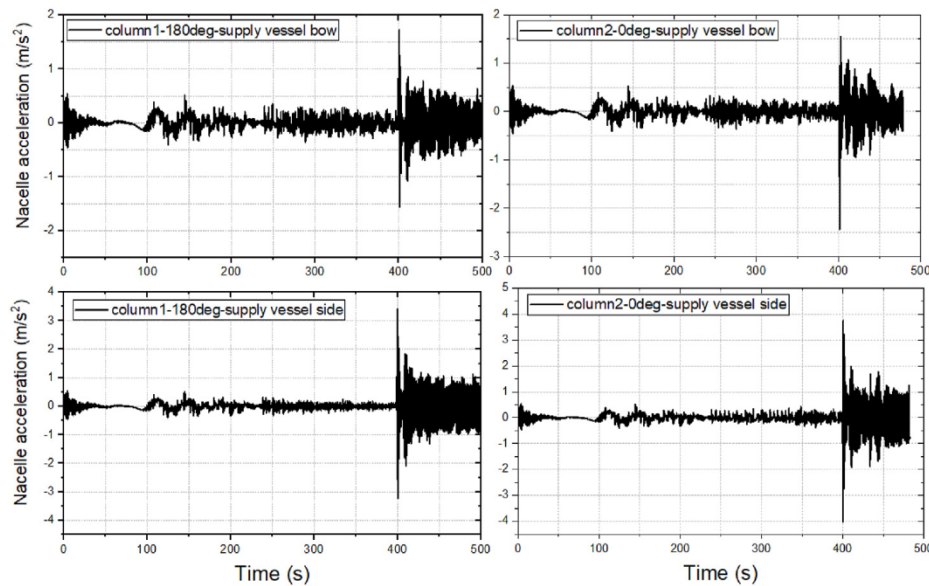 column1-180deg-supply vessel bow
Nacelle acceleration (m/s²)
2
1
0
-1
-2
0 100 200 300 400 500
column2-0deg-supply vessel bow
2
1
0
-1
-2
-3
0 100 200 300 400 500
column1-180deg-supply vessel side
Nacelle acceleration (m/s²)
4
3
2
1
0
-1
-2
-3
-4
0 100 200 300 400 500
Time (s)
column2-0deg-supply vessel side
5
4
3
2
1
0
-1
-2
-3
-4
0 100 200 300 400 500
Time (s)